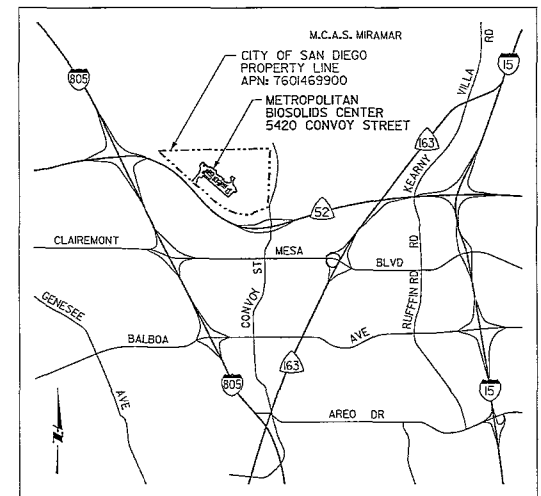 M.C.A.S. MIRAMAR
CITY OF SAN DIEGO
PROPERTY LINE
APN: 7601469900
METROPOLITAN
BIOSOLIDS CENTER
5420 CONVOY STREET
805
15
163
52
KEARNY VILLA RD
CLAIREMONT MESA BLVD
CONVOY ST
RUFFFIN RD
GENESEE AVE
BALBOA AVE
163
805
15
AREO DR
N